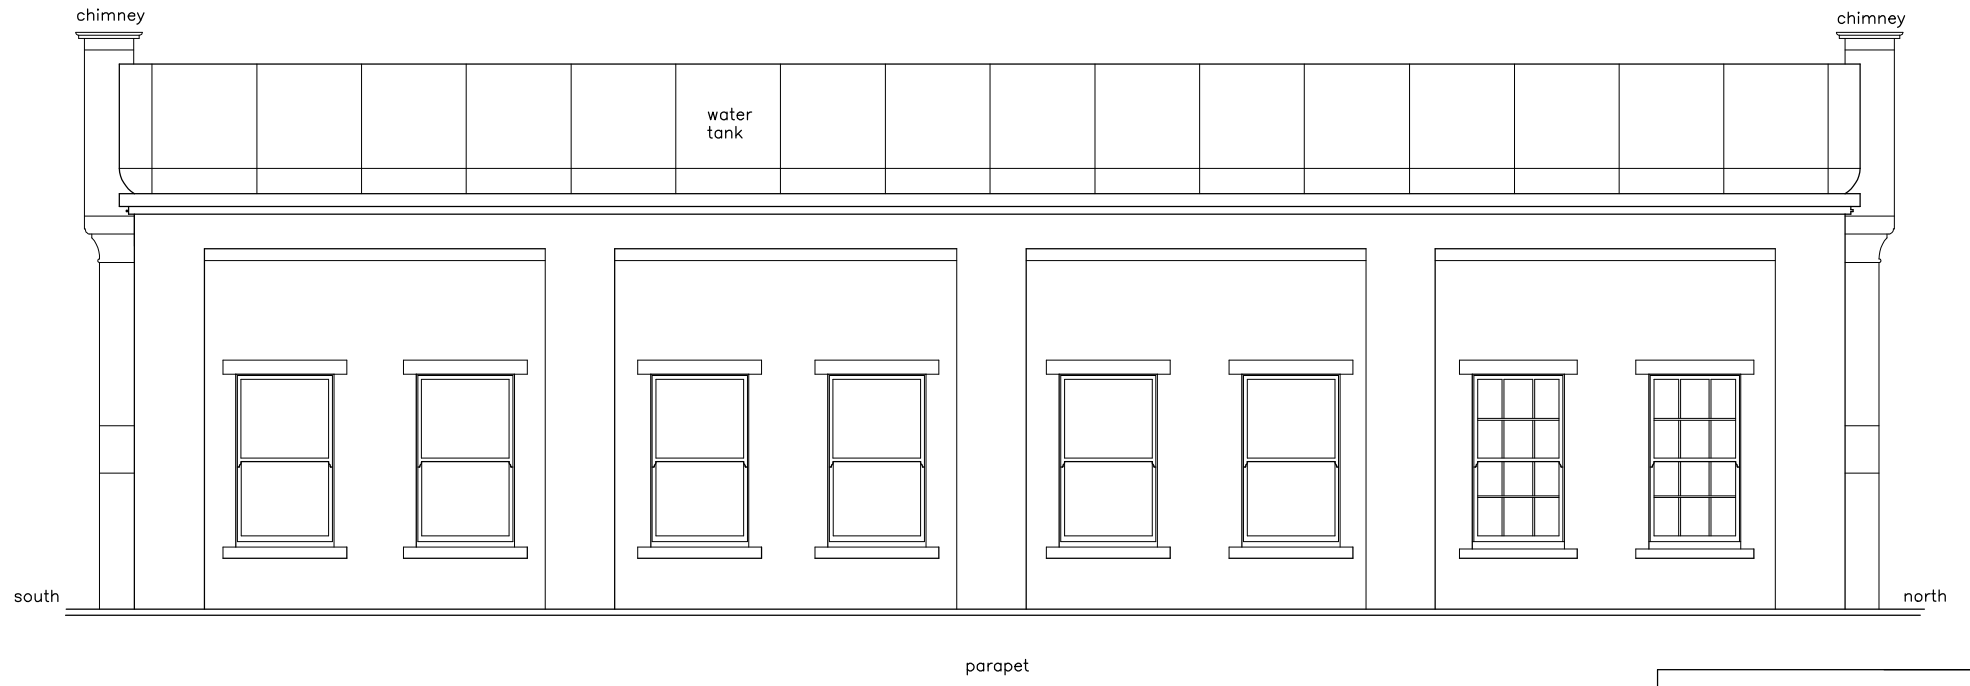 chimney
chimney
water
tank
south
north
parapet